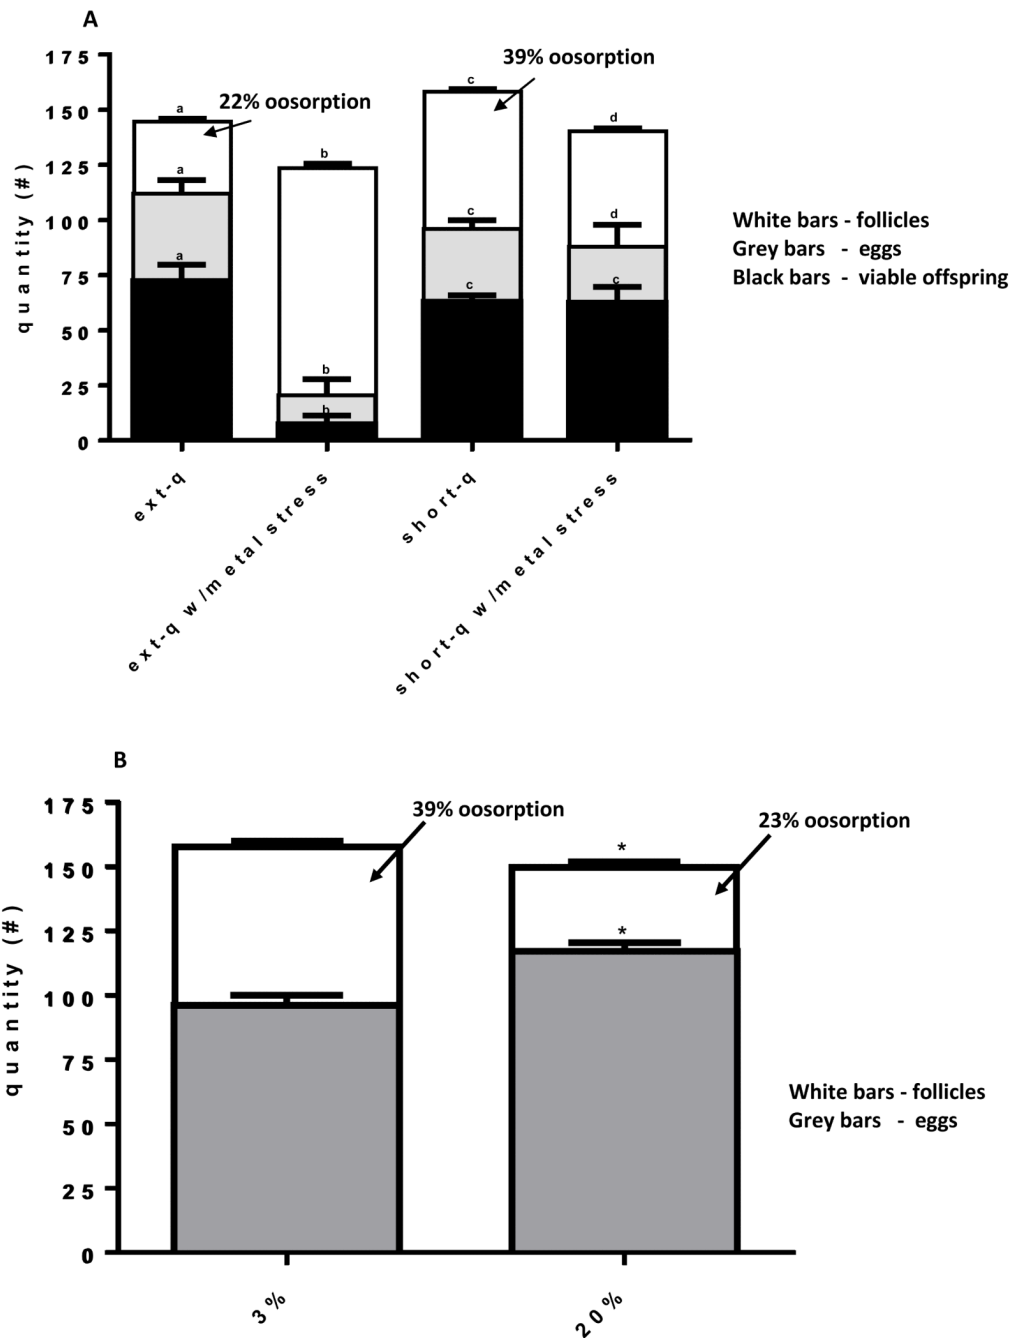 A
175
150
125
100
75
50
25
0
quantity (#)
22% oosorption
39% oosorption
a
a
a
b
b
b
c
c
c
d
d
c
White bars - follicles
Grey bars - eggs
Black bars - viable offspring
ext-q
ext-q w/metal stress
short-q
short-q w/metal stress
B
175
150
125
100
75
50
25
0
quantity (#)
39% oosorption
23% oosorption
*
*
White bars - follicles
Grey bars - eggs
3%
20%